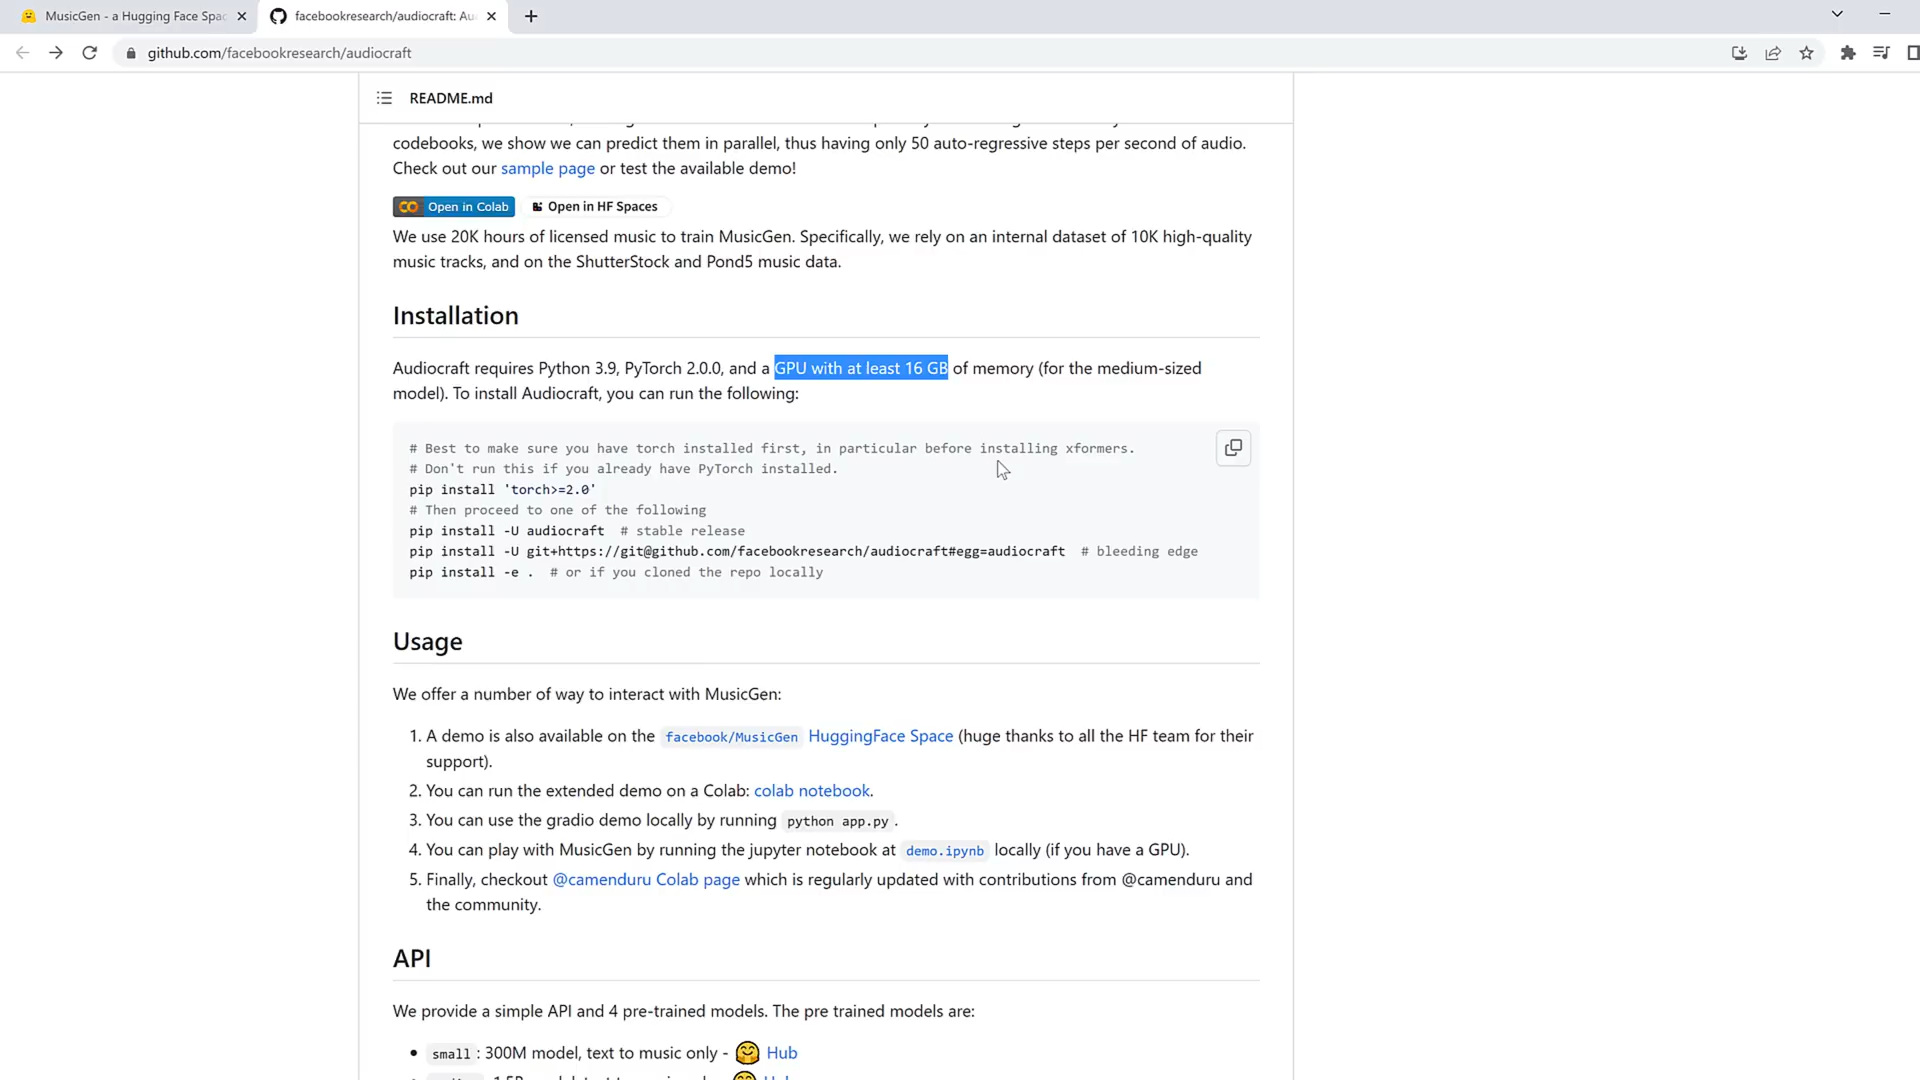 MusicGen - a Hugging Face Spac
facebookresearch/audiocraft: Au
github.com/facebookresearch/audiocraft
README.md
codebooks, we show we can predict them in parallel, thus having only 50 auto-regressive steps per second of audio.
Check out our sample page or test the available demo!
Open in Colab Open in HF Spaces
We use 20K hours of licensed music to train MusicGen. Specifically, we rely on an internal dataset of 10K high-quality
music tracks, and on the ShutterStock and Pond5 music data.
Installation
Audiocraft requires Python 3.9, PyTorch 2.0.0, and a GPU with at least 16 GB of memory (for the medium-sized
model). To install Audiocraft, you can run the following:
# Best to make sure you have torch installed first, in particular before installing xformers.
# Don't run this if you already have PyTorch installed.
pip install 'torch>=2.0'
# Then proceed to one of the following
pip install -U audiocraft # stable release
pip install -U git+https://git@github.com/facebookresearch/audiocraft#egg=audiocraft # bleeding edge
pip install -e . # or if you cloned the repo locally
Usage
We offer a number of way to interact with MusicGen:
1. A demo is also available on the facebook/MusicGen HuggingFace Space (huge thanks to all the HF team for their
support).
2. You can run the extended demo on a Colab: colab notebook.
3. You can use the gradio demo locally by running python app.py .
4. You can play with MusicGen by running the jupyter notebook at demo.ipynb locally (if you have a GPU).
5. Finally, checkout @camenduru Colab page which is regularly updated with contributions from @camenduru and
the community.
API
We provide a simple API and 4 pre-trained models. The pre trained models are:
• small : 300M model, text to music only - 🤗 Hub